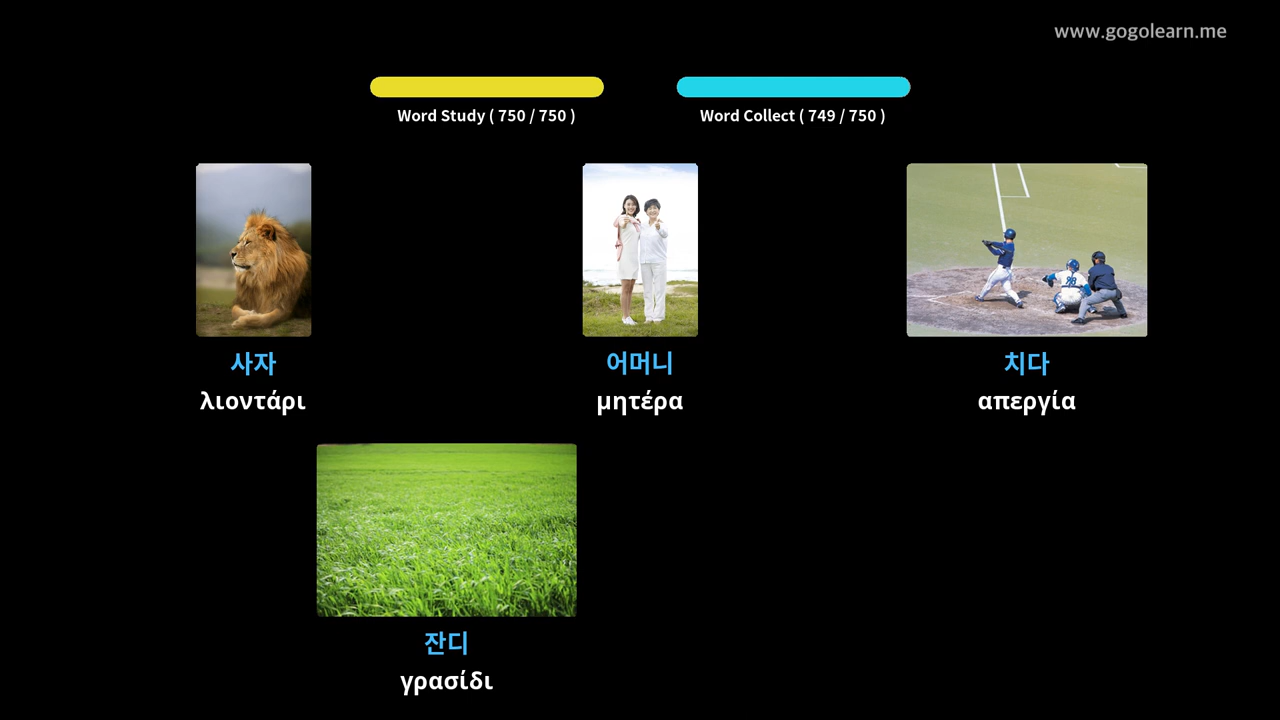 www.gogolearn.me
Word Study ( 750 / 750 )
Word Collect ( 749 / 750 )
사자
λιοντάρι
어머니
μητέρα
치다
απεργία
잔디
γρασίδι